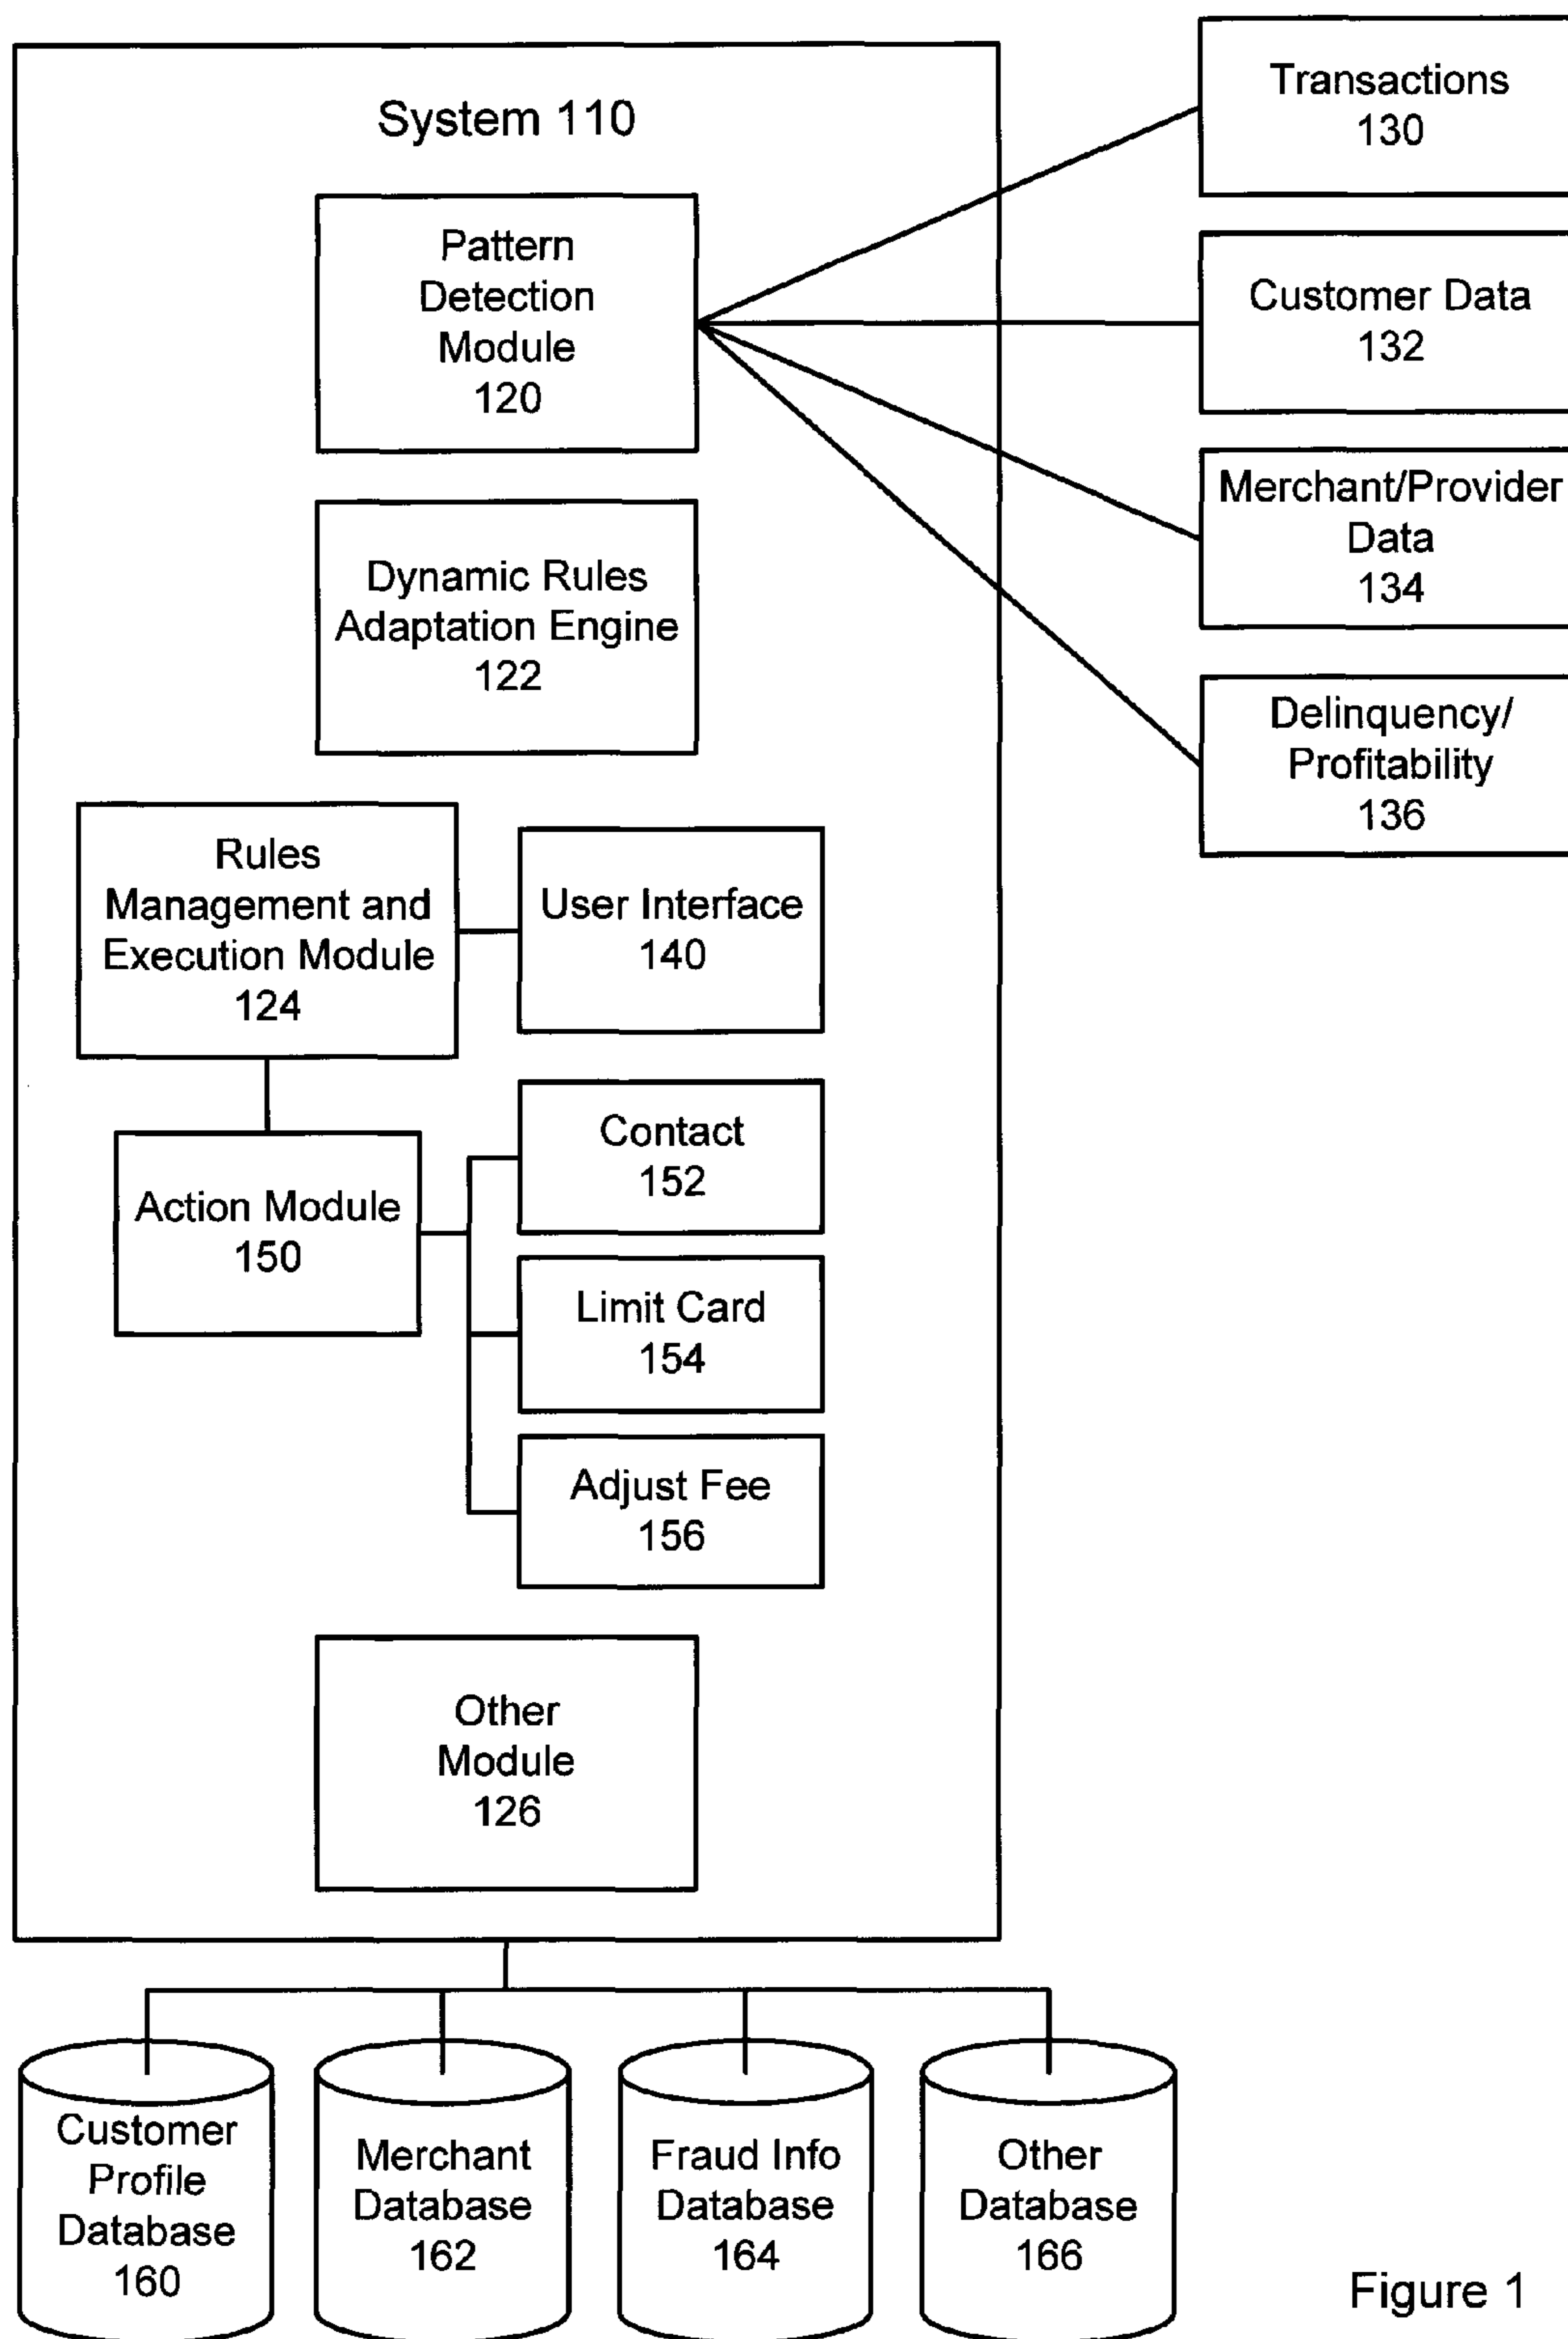 System 110
Pattern
Detection
Module
120
Dynamic Rules
Adaptation Engine
122
Rules
Management and
Execution Module
124
User Interface
140
Action Module
150
Contact
152
Limit Card
154
Adjust Fee
156
Other
Module
126
Transactions
130
Customer Data
132
Merchant/Provider
Data
134
Delinquency/
Profitability
136
Customer
Profile
Database
160
Merchant
Database
162
Fraud Info
Database
164
Other
Database
166
Figure 1